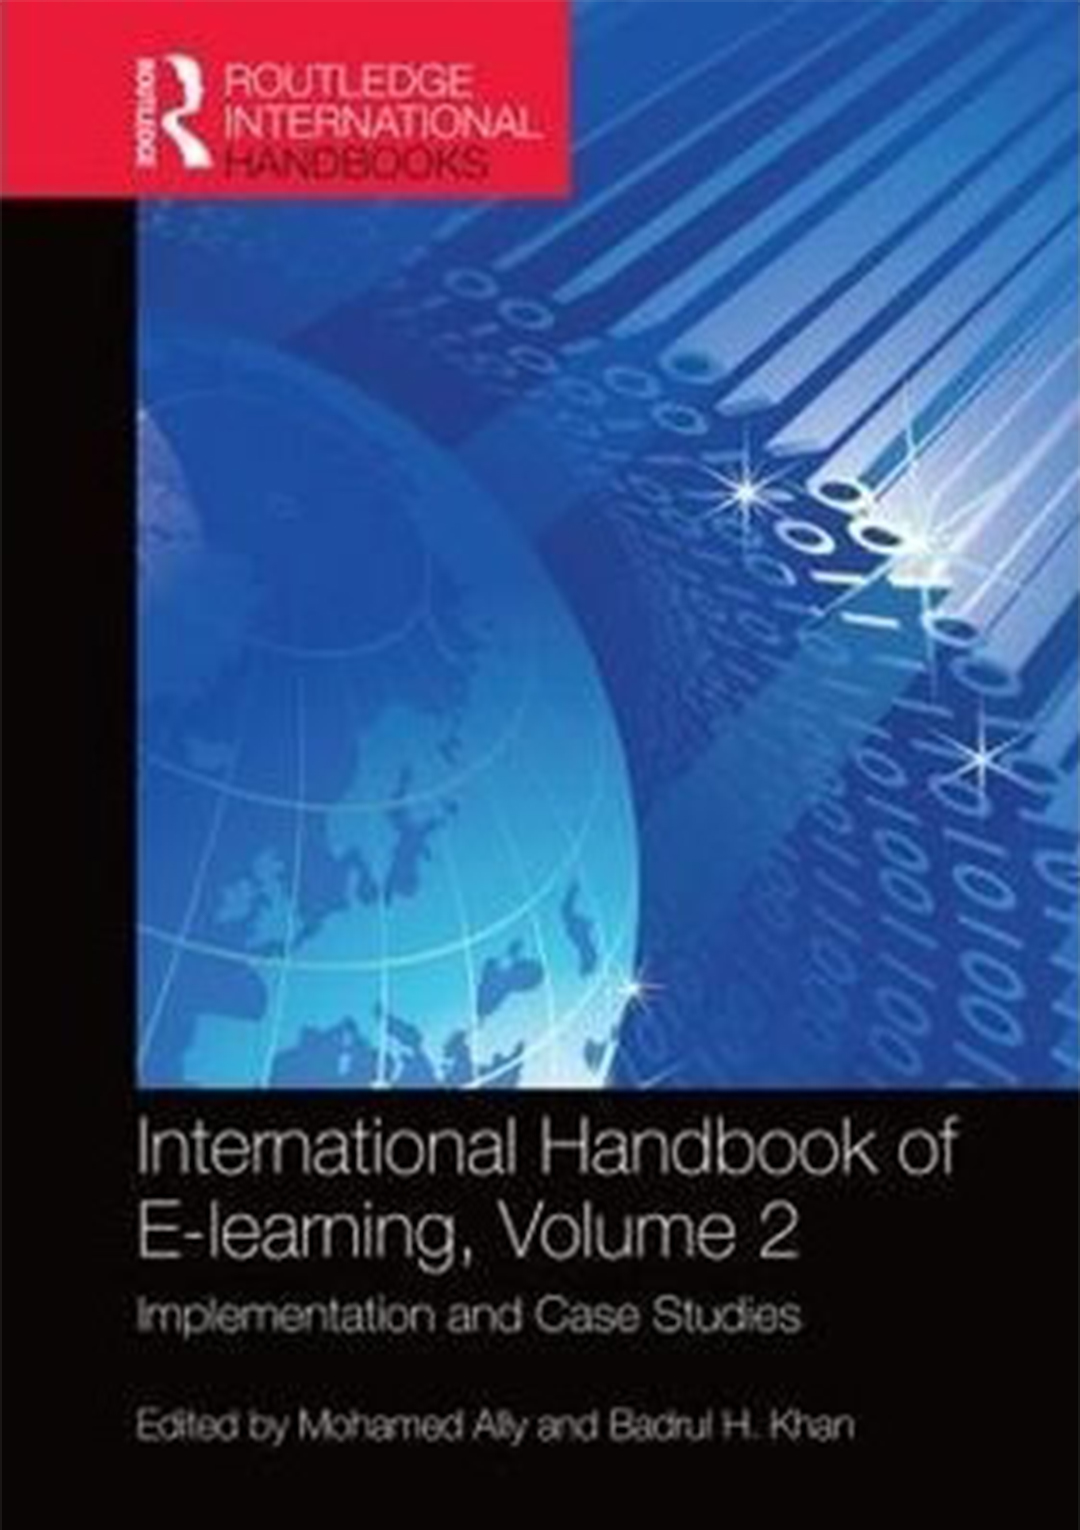 ROUTLEDGE
ROUTLEDGE
INTERNATIONAL
HANDBOOKS
International Handbook of
E-learning, Volume 2
Implementation and Case Studies
Edited by Mohamed Ally and Badrul H. Khan